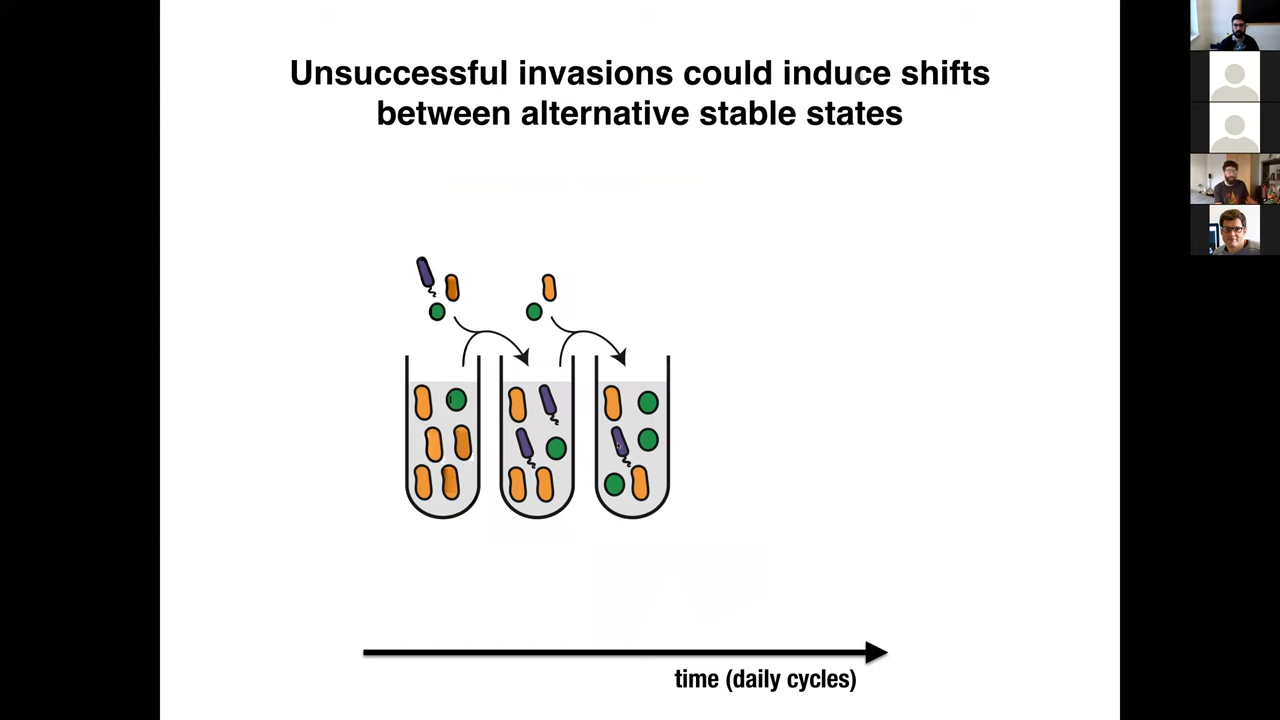 Unsuccessful invasions could induce shifts
between alternative stable states
time (daily cycles)